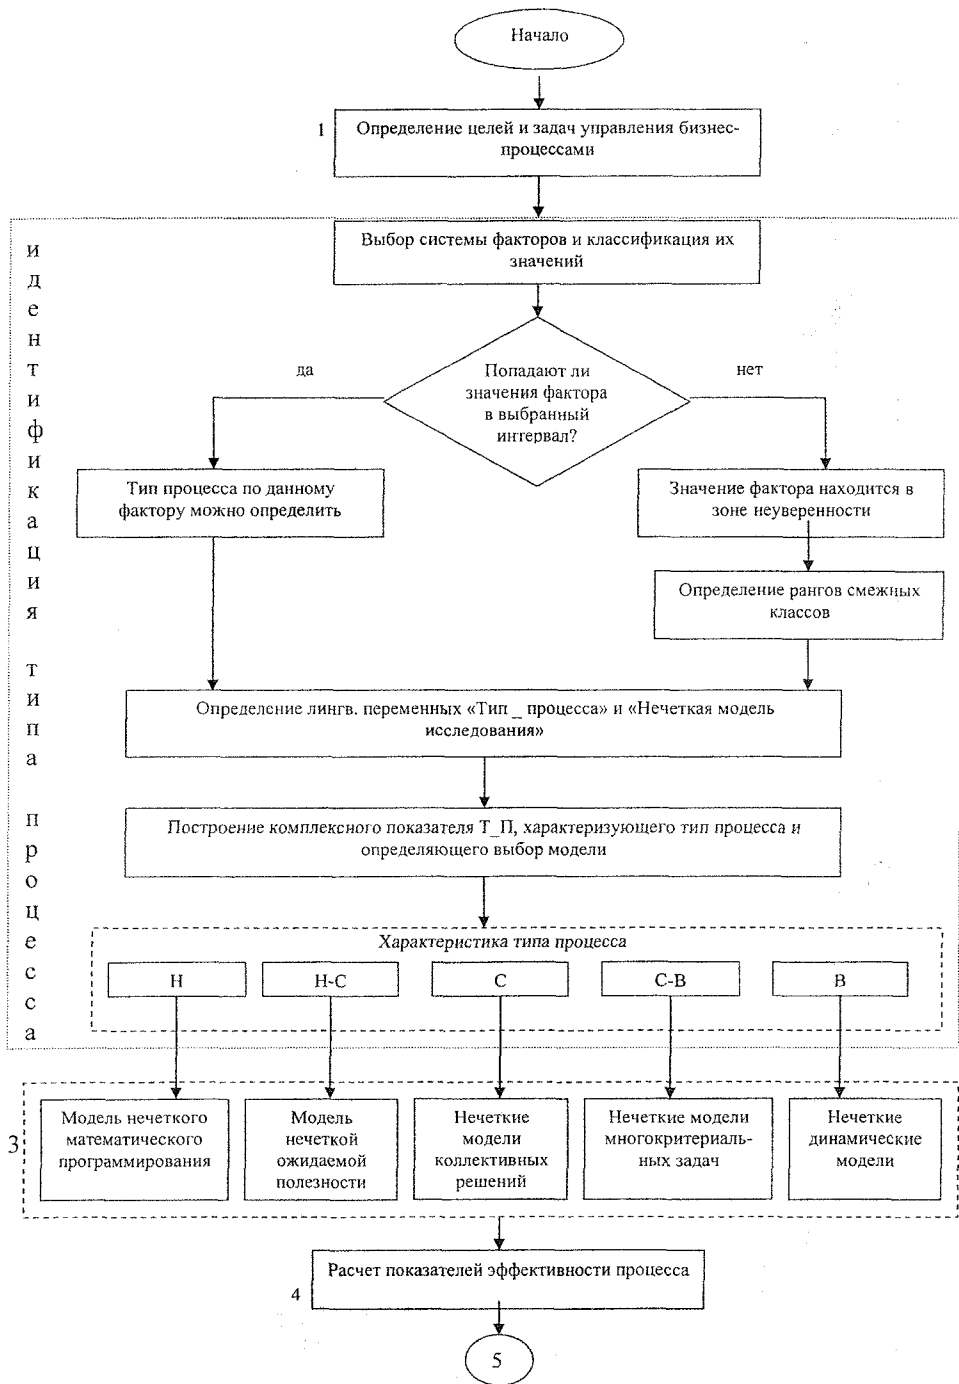 Начало
1
Определение целей и задач управления бизнес-
процессами
идентификация типа процесса
Выбор системы факторов и классификация их
значений
Попадают ли
значения фактора
в выбранный
интервал?
да
нет
Тип процесса по данному
фактору можно определить
Значение фактора находится в
зоне неуверенности
Определение рангов смежных
классов
Определение лингв. переменных «Тип _ процесса» и «Нечеткая модель
исследования»
Построение комплексного показателя Т_П, характеризующего тип процесса и
определяющего выбор модели
Характеристика типа процесса
Н
Н-С
С
С-В
В
3
Модель нечеткого
математического
программирования
Модель
нечеткой
ожидаемой
полезности
Нечеткие
модели
коллективных
решений
Нечеткие модели
многокритериаль-
ных задач
Нечеткие
динамические
модели
Расчет показателей эффективности процесса
4
5